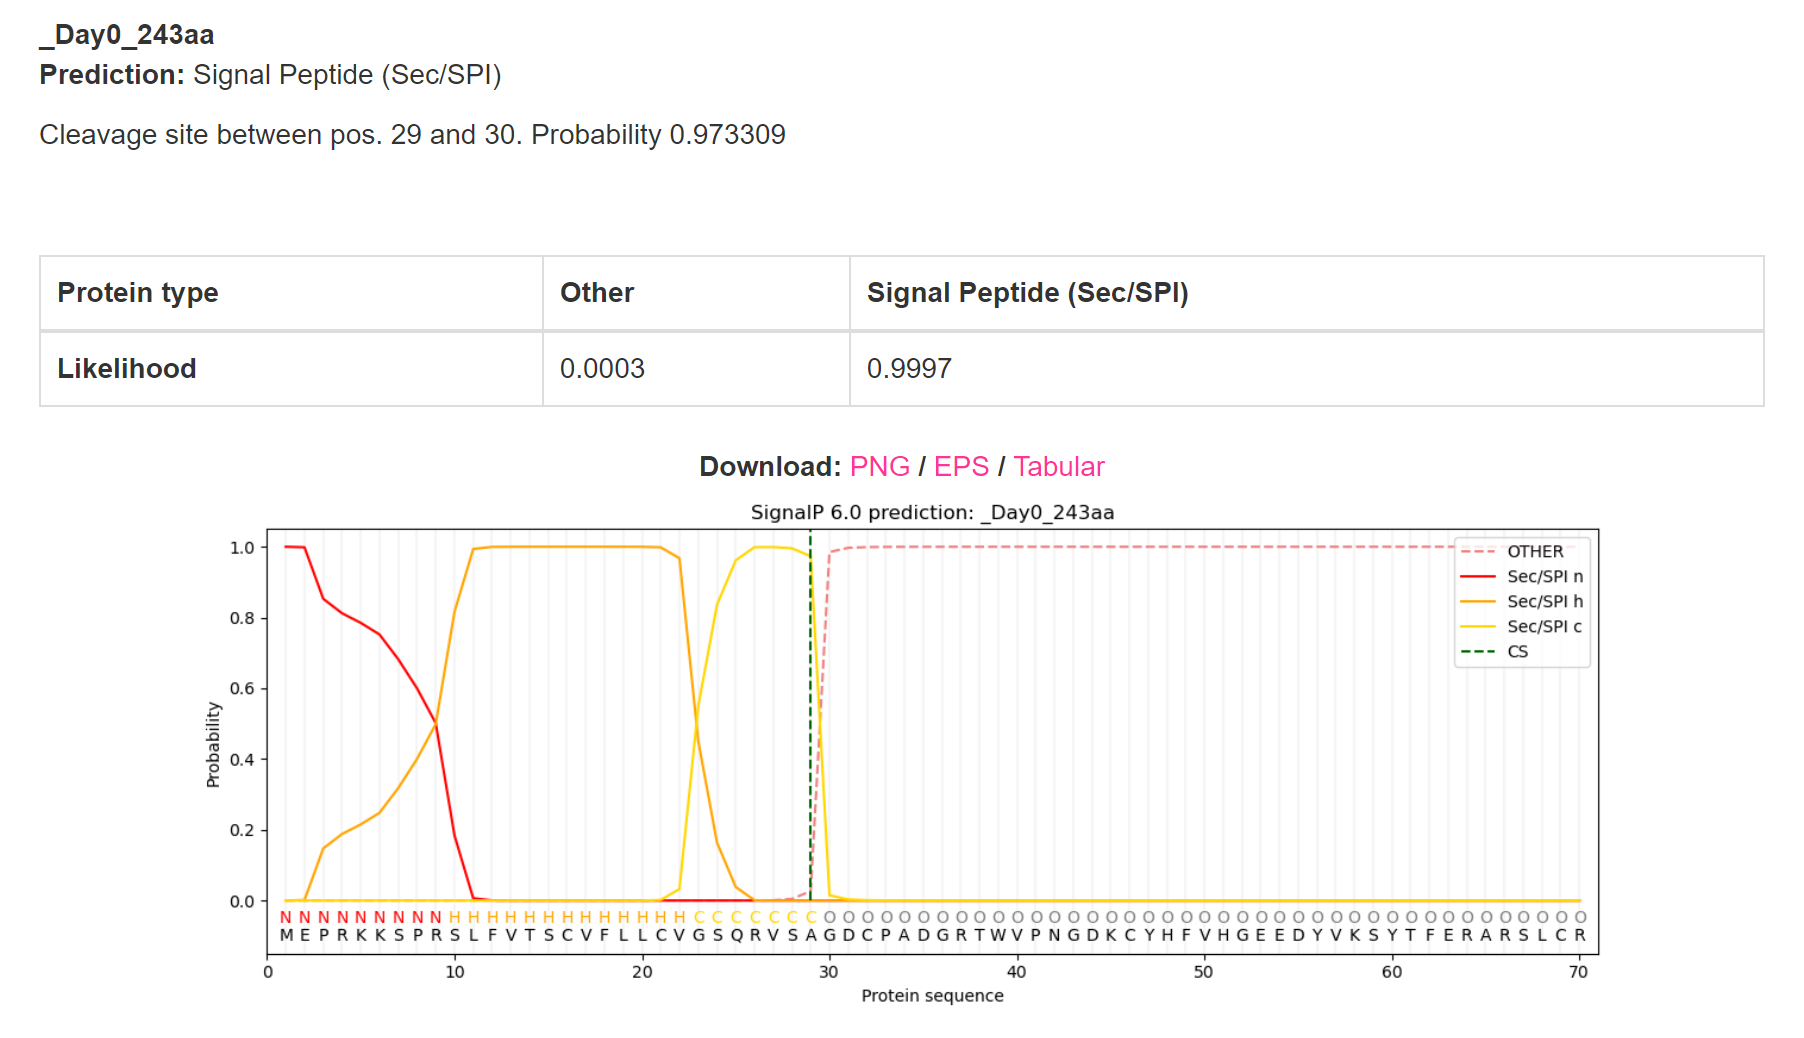 _Day0_243aa
Prediction: Signal Peptide (Sec/SPI)
Cleavage site between pos. 29 and 30. Probability 0.973309
Protein type Other Signal Peptide (Sec/SPI)
Likelihood 0.0003 0.9997
Download: PNG / EPS / Tabular
SignalP 6.0 prediction: _Day0_243aa
OTHER
Sec/SPI n
Sec/SPI h
Sec/SPI c
CS
Probability
1.0
0.8
0.6
0.4
0.2
0.0
N N N N N N N N N H H H H H H H H H H H H H C C C C C C C O O O O O O O O O O O O O O O O O O O O O O O O O O O O O O O O O O O O O O O O O
M E P R K K S P R S L F V T S C V F L L C V G S Q R V S A G D C P A D G R T W V P N G D K C Y H F V H G E E D Y V K S Y T F E R A R S L C R
0 10 20 30 40 50 60 70
Protein sequence